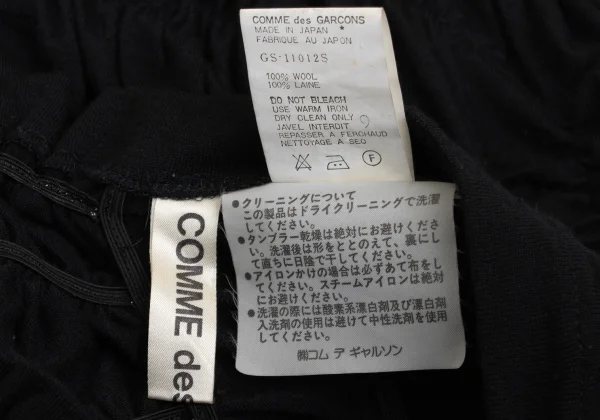 COMME des GARCONS
MADE IN JAPAN *
FABRIQUE AU JAPON
GS-11012S
100% WOOL
100% LAINE
DO NOT BLEACH
USE WARM IRON
DRY CLEAN ONLY
JAVEL INTERDIT
REPASSER A FERCHAUD
NETTOYAGE A SEC
F
COMME des
●クリーニングについて
この製品はドライクリーニングで洗濯
してください。
●タンブラー乾燥は絶対にお避けくださ
い。洗濯後は形をととのえて、裏にし
て直ちに日陰で干してください。
●アイロンかけの場合は必ずあて布をし
てください。スチームアイロンは絶対
にお避けください。
●洗濯の際には酸素系漂白剤及び漂白剤
入洗剤の使用は避けて中性洗剤を使用
してください。
㈱コム デ ギャルソン